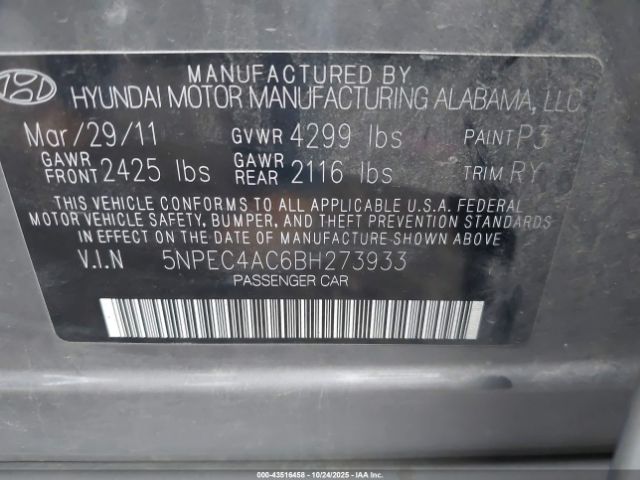 MANUFACTURED BY
HYUNDAI MOTOR MANUFACTURING ALABAMA, LLC
Mar/29/11 GVWR 4299 lbs PAINT P3
GAWR FRONT 2425 lbs GAWR REAR 2116 lbs TRIM RY
THIS VEHICLE CONFORMS TO ALL APPLICABLE U.S.A. FEDERAL
MOTOR VEHICLE SAFETY, BUMPER, AND THEFT PREVENTION STANDARDS
IN EFFECT ON THE DATE OF MANUFACTURE SHOWN ABOVE
V.I.N 5NPEC4AC6BH273933
PASSENGER CAR
000-43516458 - 10/24/2025 - © IAA, Inc.